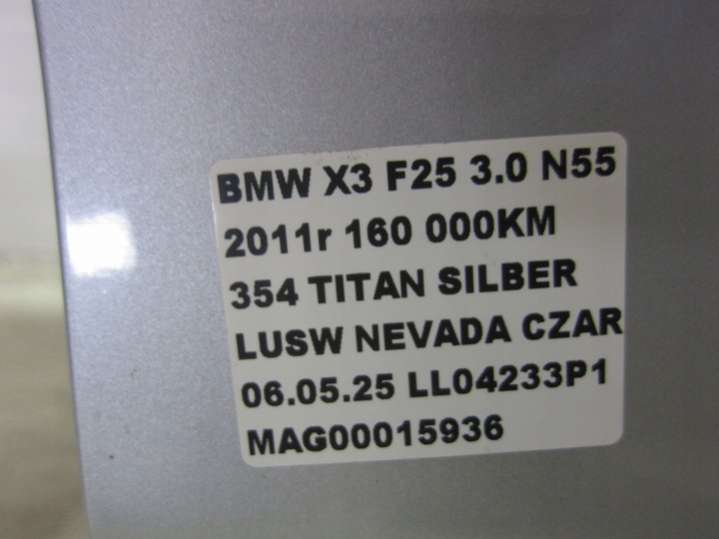 BMW X3 F25 3.0 N55
2011r 160 000KM
354 TITAN SILBER
LUSW NEVADA CZAR
06.05.25 LL04233P1
MAG00015936